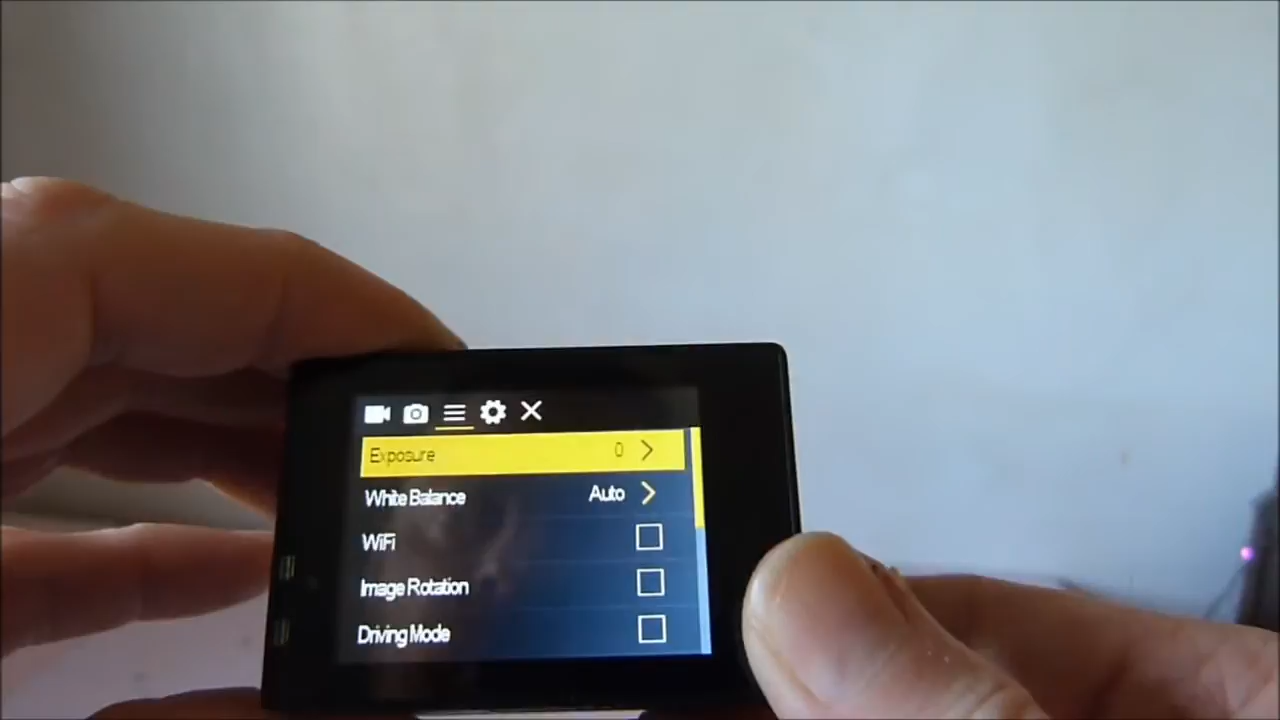 Exposure 0
White Balance Auto
WiFi
Image Rotation
Driving Mode